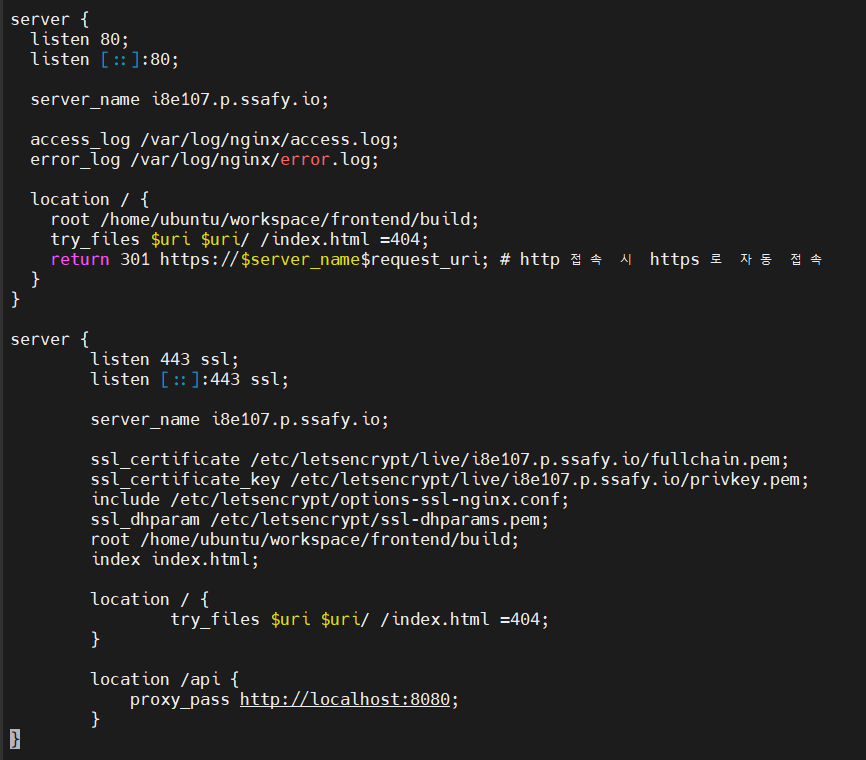 server {
  listen 80;
  listen [::]:80;

  server_name i8e107.p.ssafy.io;

  access_log /var/log/nginx/access.log;
  error_log /var/log/nginx/error.log;

  location / {
    root /home/ubuntu/workspace/frontend/build;
    try_files $uri $uri/ /index.html =404;
    return 301 https://$server_name$request_uri; # http 접속 시 https 로 자동 접속
  }
}

server {
        listen 443 ssl;
        listen [::]:443 ssl;

        server_name i8e107.p.ssafy.io;

        ssl_certificate /etc/letsencrypt/live/i8e107.p.ssafy.io/fullchain.pem;
        ssl_certificate_key /etc/letsencrypt/live/i8e107.p.ssafy.io/privkey.pem;
        include /etc/letsencrypt/options-ssl-nginx.conf;
        ssl_dhparam /etc/letsencrypt/ssl-dhparams.pem;
        root /home/ubuntu/workspace/frontend/build;
        index index.html;

        location / {
                try_files $uri $uri/ /index.html =404;
        }

        location /api {
            proxy_pass http://localhost:8080;
        }
}